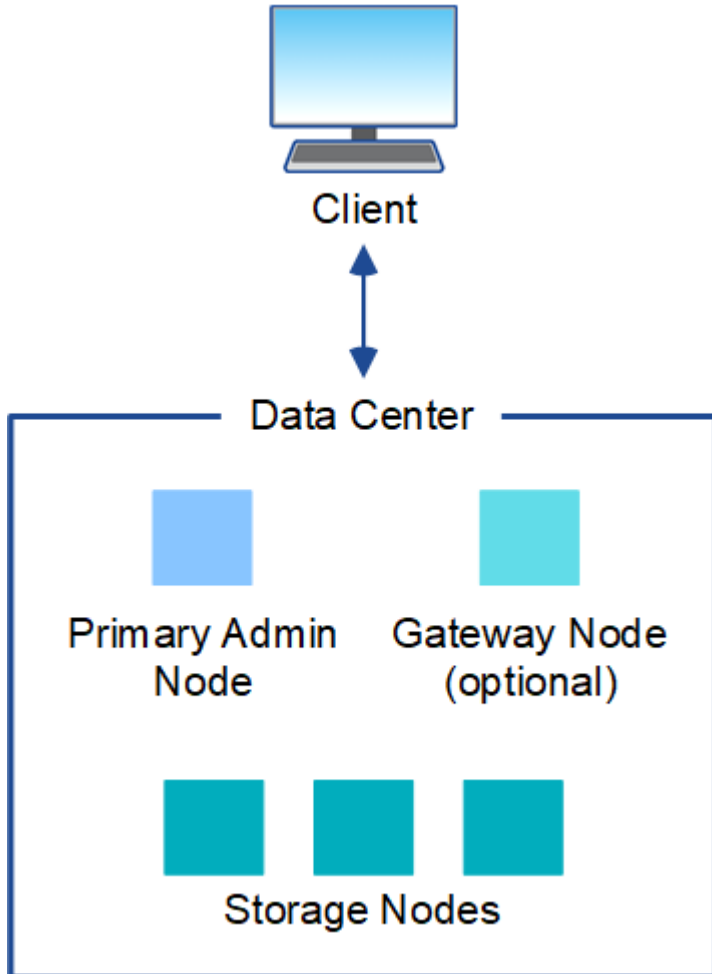 Client
Data Center
Primary Admin
Node
Gateway Node
(optional)
Storage Nodes